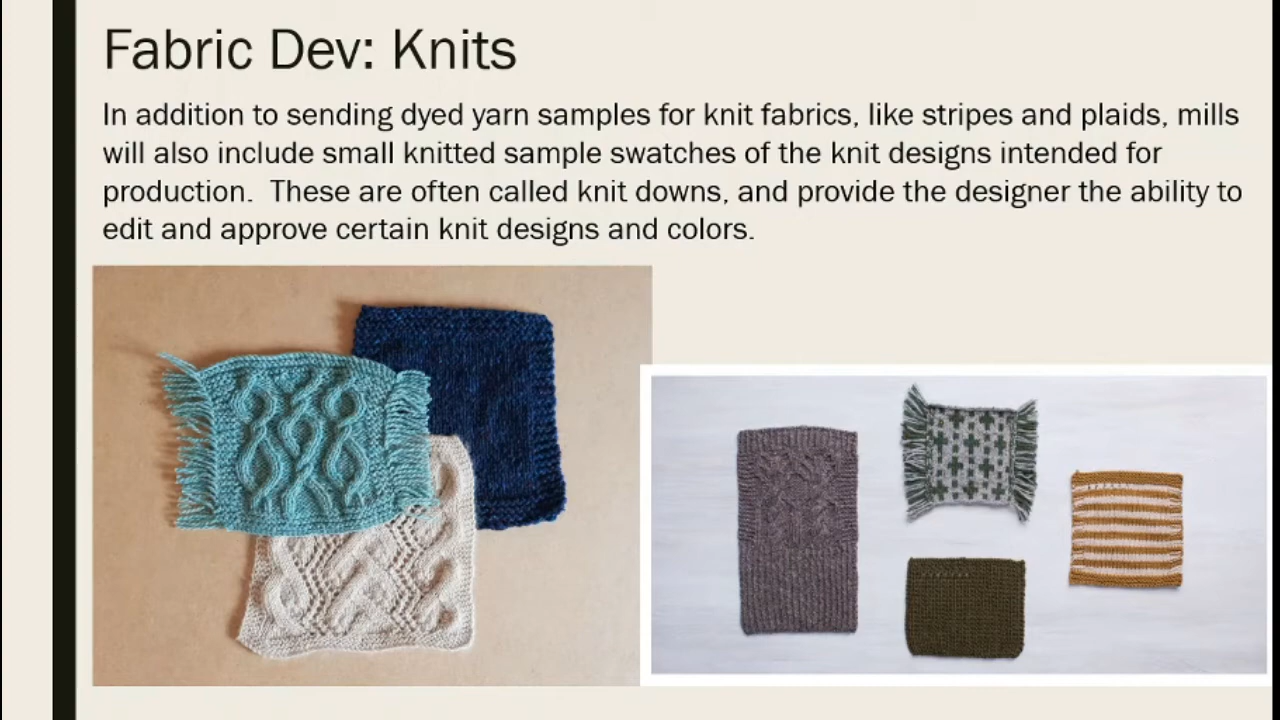 Fabric Dev: Knits
In addition to sending dyed yarn samples for knit fabrics, like stripes and plaids, mills
will also include small knitted sample swatches of the knit designs intended for
production.  These are often called knit downs, and provide the designer the ability to
edit and approve certain knit designs and colors.